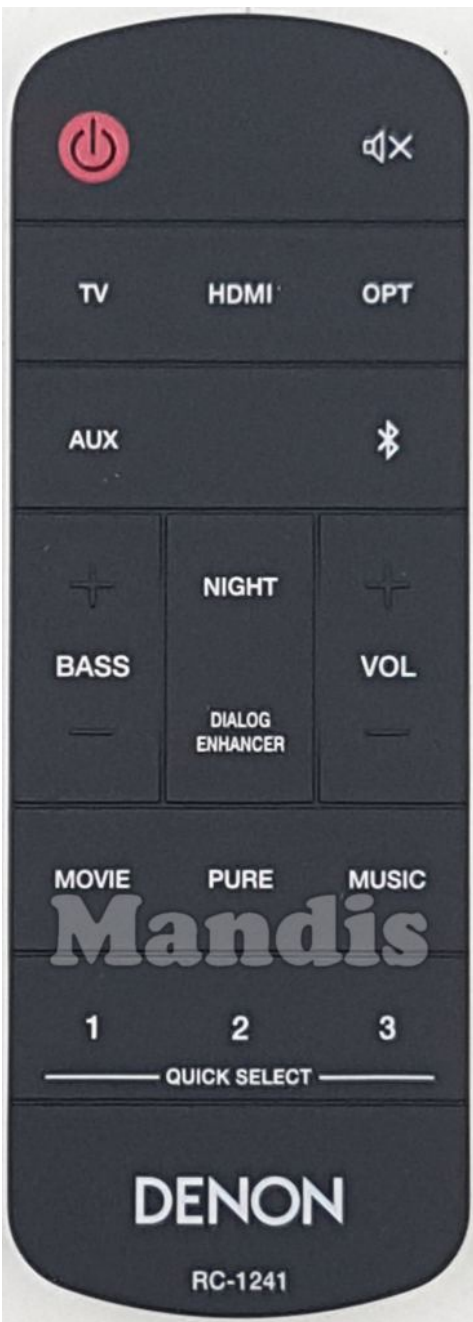 TV HDMI OPT
AUX
+ +
NIGHT
BASS VOL
DIALOG
ENHANCER
- -
MOVIE PURE MUSIC
Mandis
1 2 3
QUICK SELECT
DENON
RC-1241